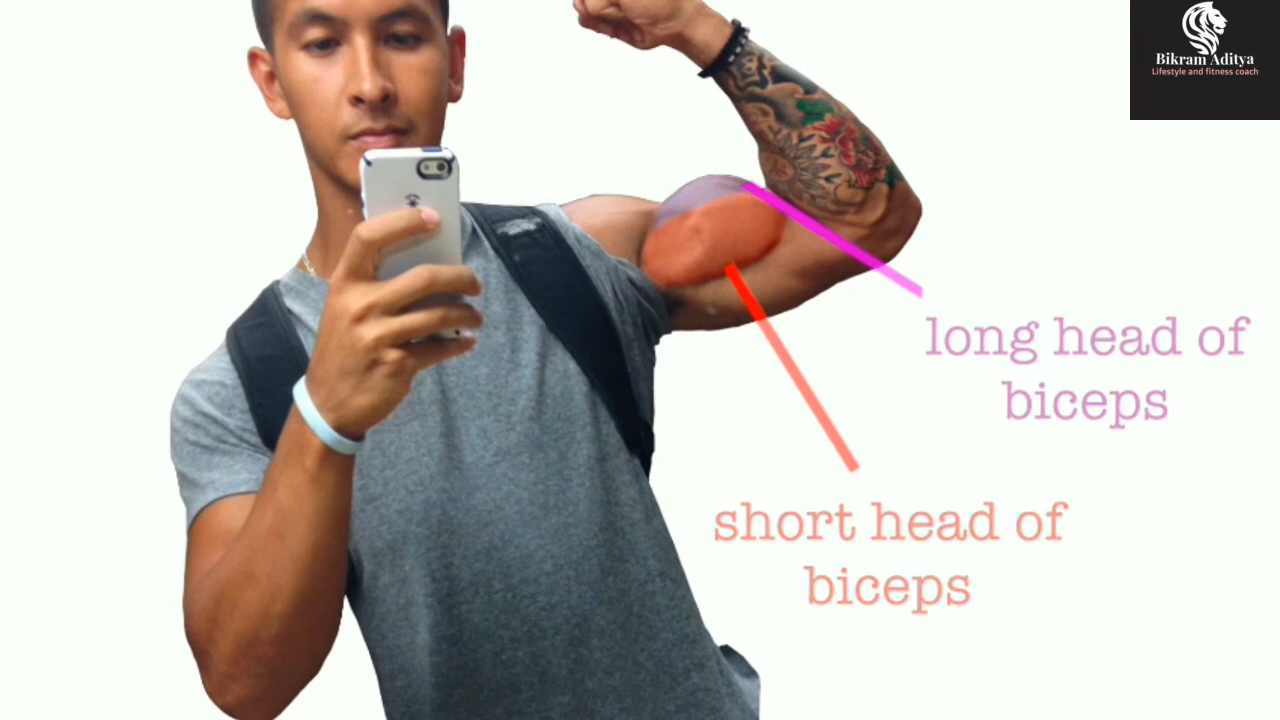 Bikram Aditya
Lifestyle and fitness coach
long head of
biceps
short head of
biceps